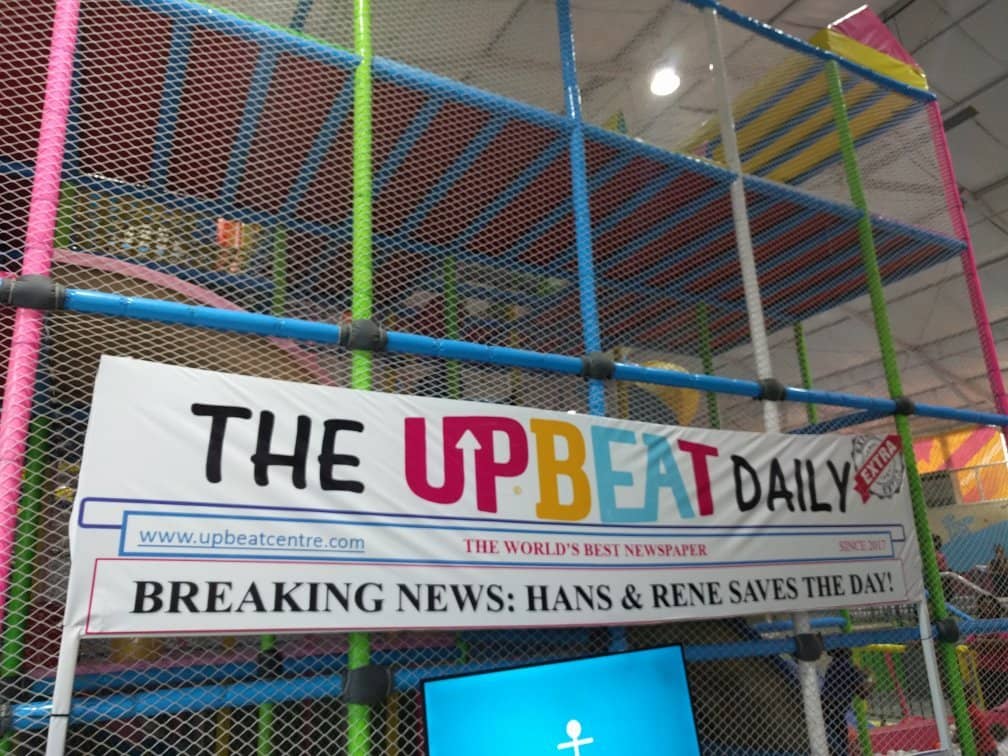 THE UPBEAT DAILY
EXTRA
www.upbeatcentre.com THE WORLD'S BEST NEWSPAPER SINCE 2017
BREAKING NEWS: HANS & RENE SAVES THE DAY!